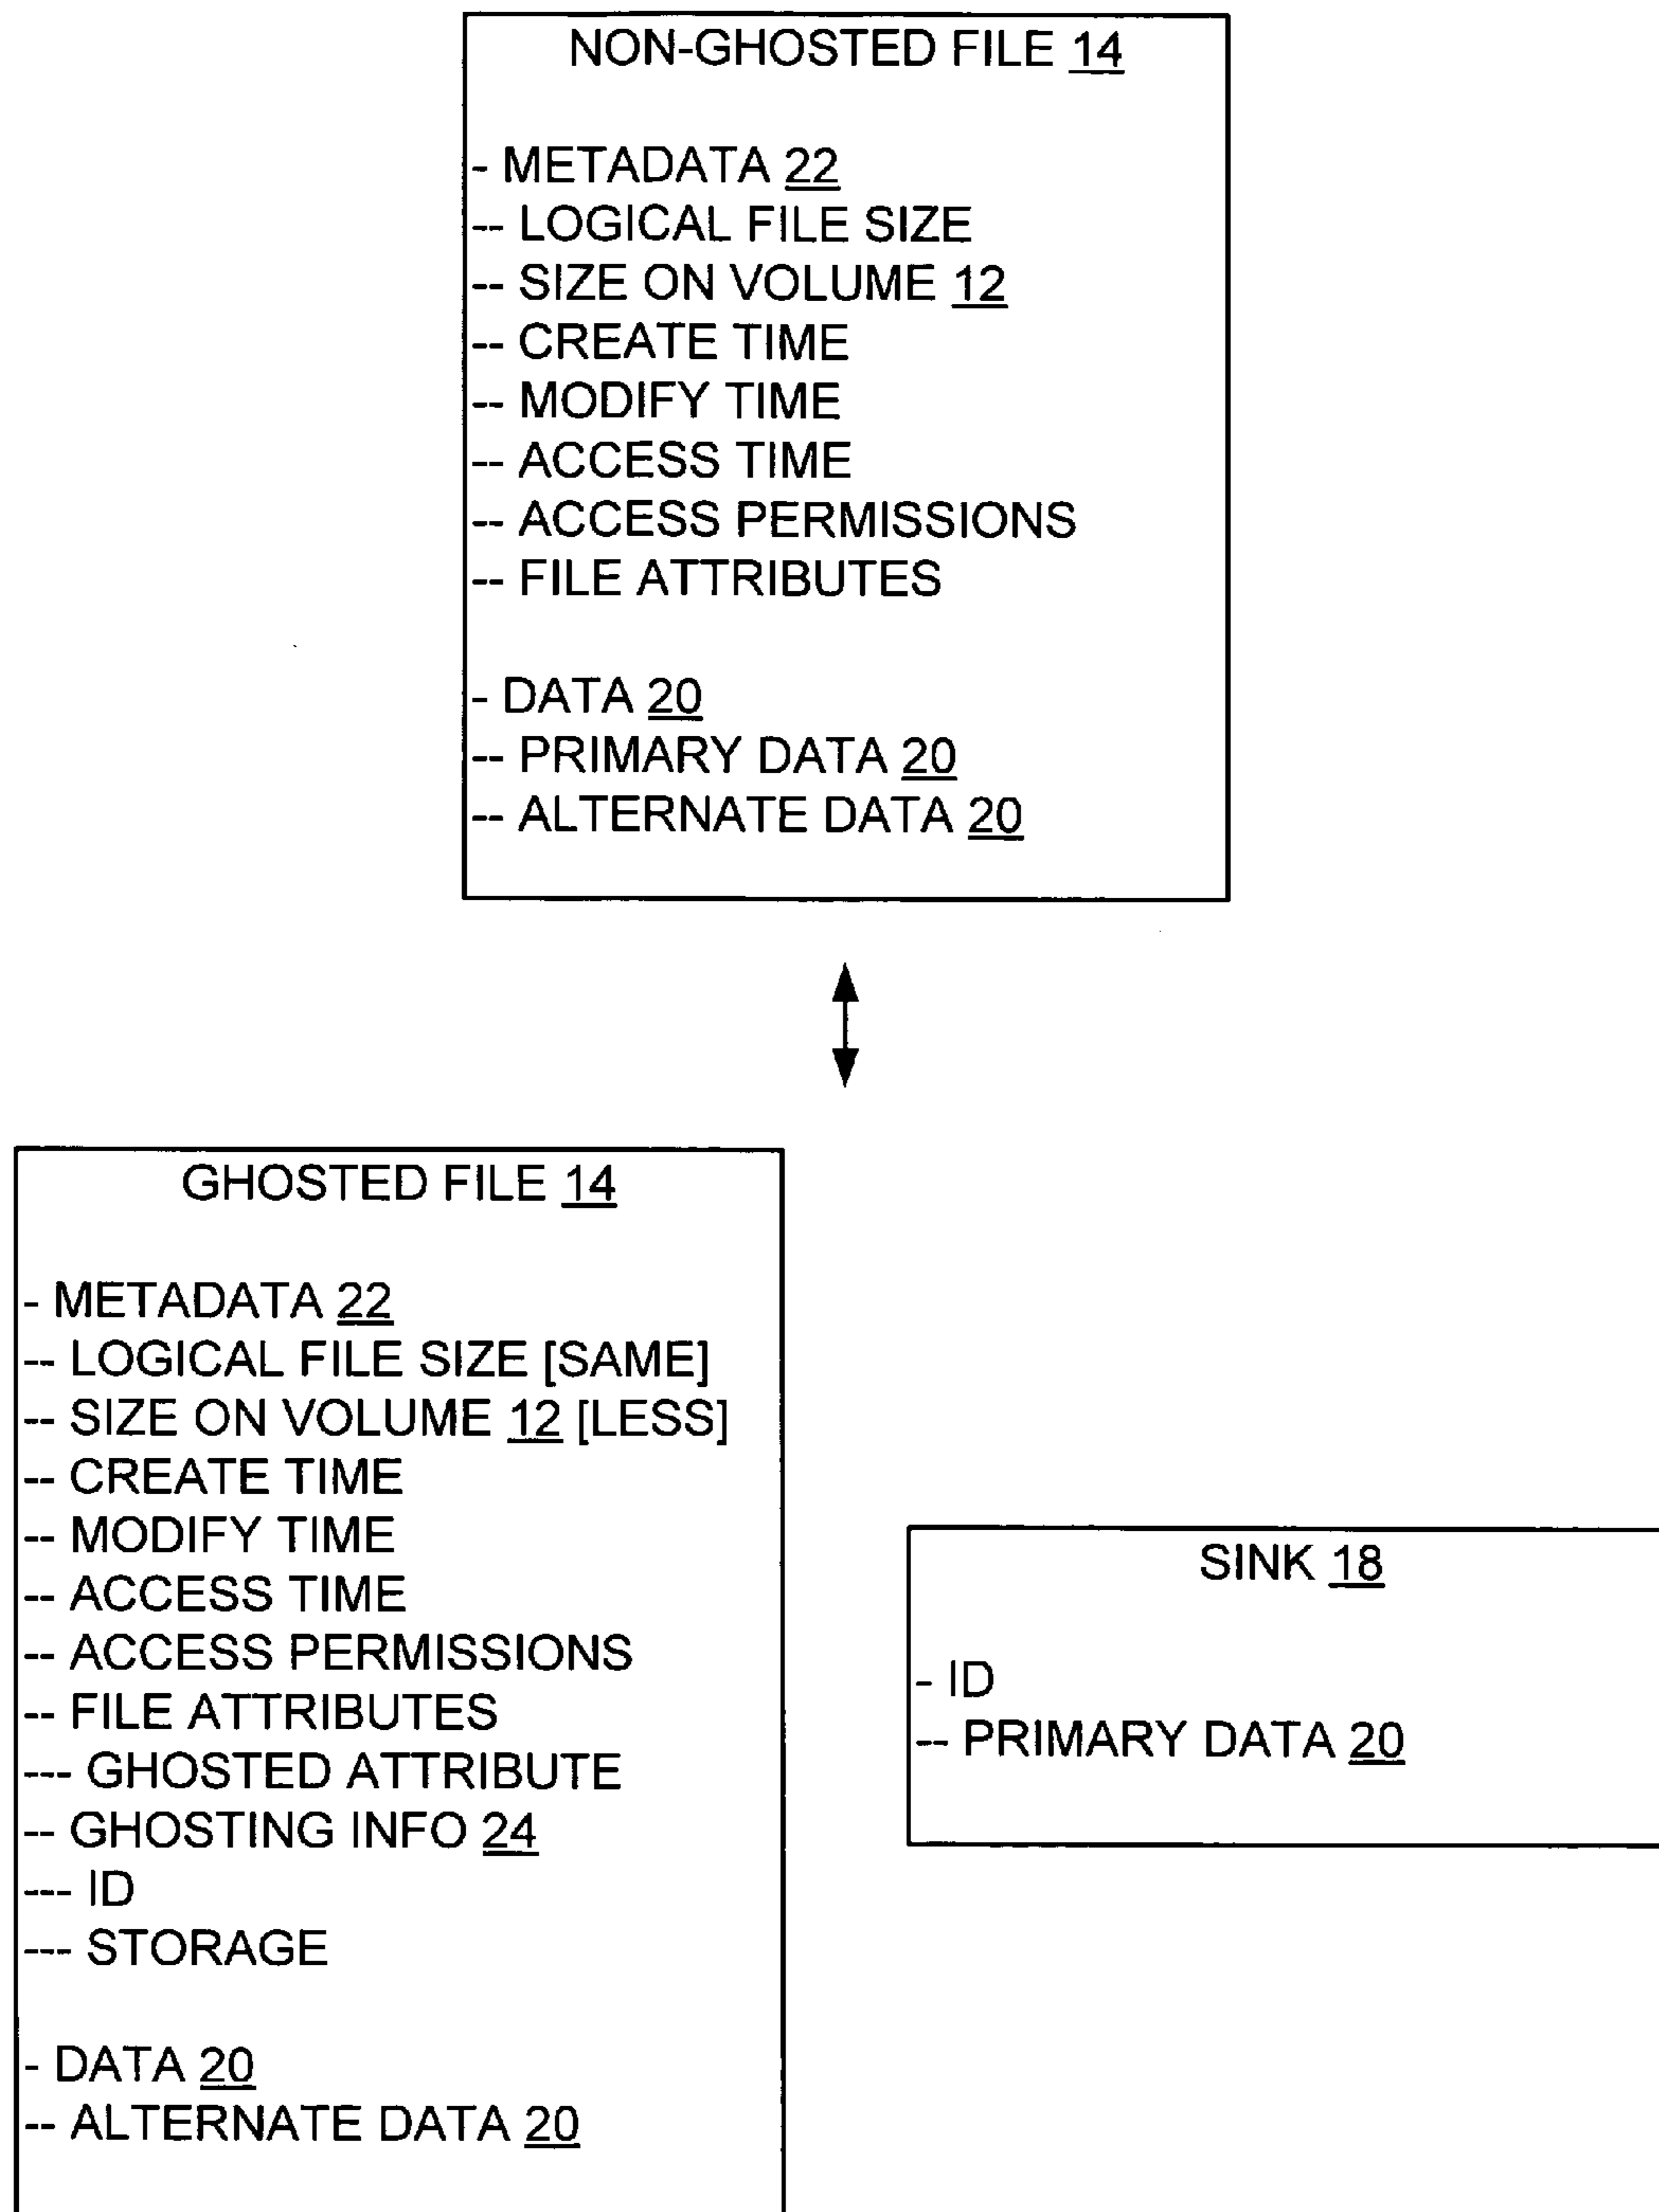 NON-GHOSTED FILE 14
- METADATA 22
-- LOGICAL FILE SIZE
-- SIZE ON VOLUME 12
-- CREATE TIME
-- MODIFY TIME
-- ACCESS TIME
-- ACCESS PERMISSIONS
-- FILE ATTRIBUTES
- DATA 20
-- PRIMARY DATA 20
-- ALTERNATE DATA 20
GHOSTED FILE 14
- METADATA 22
-- LOGICAL FILE SIZE [SAME]
-- SIZE ON VOLUME 12 [LESS]
-- CREATE TIME
-- MODIFY TIME
-- ACCESS TIME
-- ACCESS PERMISSIONS
-- FILE ATTRIBUTES
--- GHOSTED ATTRIBUTE
-- GHOSTING INFO 24
--- ID
--- STORAGE
- DATA 20
-- ALTERNATE DATA 20
SINK 18
- ID
-- PRIMARY DATA 20